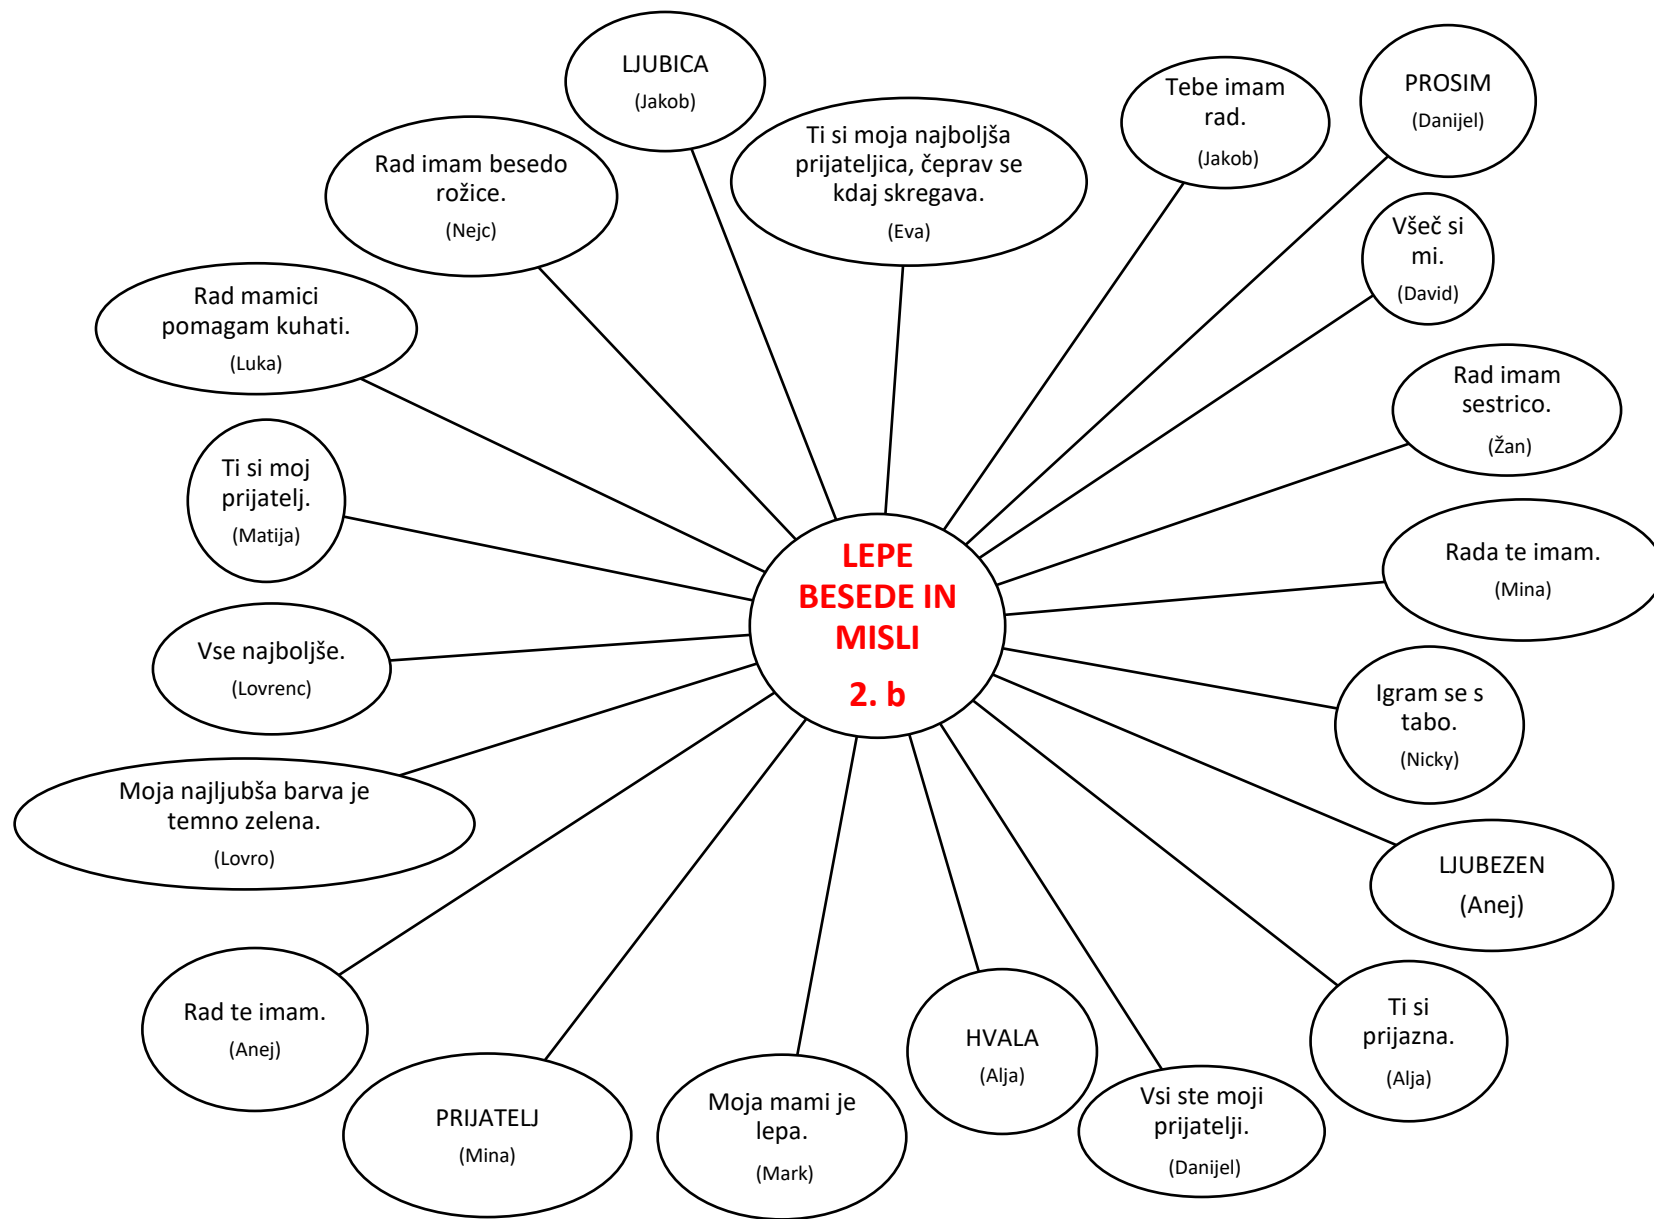 LJUBICA
(Jakob)
Ti si moja najboljša
prijateljica, čeprav se
kdaj skregava.
(Eva)
Tebe imam
rad.
(Jakob)
PROSIM
(Danijel)
Všeč si
mi.
(David)
Rad imam
sestrico.
(Žan)
Rada te imam.
(Mina)
Igram se s
tabo.
(Nicky)
LJUBEZEN
(Anej)
Ti si
prijazna.
(Alja)
Vsi ste moji
prijatelji.
(Danijel)
HVALA
(Alja)
Moja mami je
lepa.
(Mark)
PRIJATELJ
(Mina)
Rad te imam.
(Anej)
Moja najljubša barva je
temno zelena.
(Lovro)
Vse najboljše.
(Lovrenc)
Ti si moj
prijatelj.
(Matija)
Rad mamici
pomagam kuhati.
(Luka)
Rad imam besedo
rožice.
(Nejc)
LEPE
BESEDE IN
MISLI
2. b